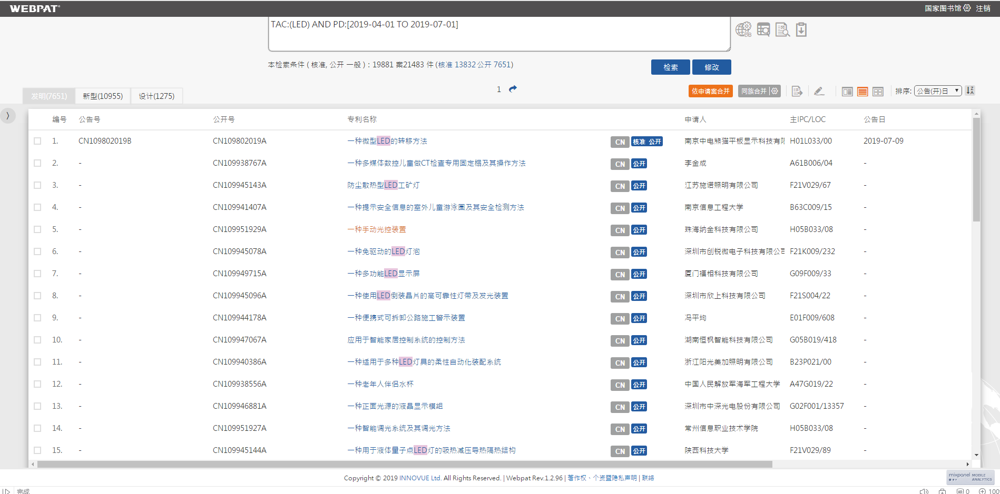 WEBPAT
国家图书馆 注销
TAC:(LED) AND PD:[2019-04-01 TO 2019-07-01]
本检索条件 ( 核准, 公开 一般 ) : 19881 案21483 件 (核准 13832 公开 7651)
检索 修改
发明(7651) 新型(10955) 设计(1275)
1
依申请案合并 同族合并 排序: 公告(开)日
编号 公告号 公开号 专利名称 申请人 主IPC/LOC 公告日
1. CN109802019B CN109802019A 一种微型LED的转移方法 CN 核准 公开 南京中电熊猫平板显示科技有限 H01L033/00 2019-07-09
2. - CN109938767A 一种多媒体数控儿童做CT检查专用固定榻及其操作方法 CN 公开 李金成 A61B006/04 -
3. - CN109945143A 防尘散热型LED工矿灯 CN 公开 江苏施诺照明有限公司 F21V029/67 -
4. - CN109941407A 一种提示安全信息的室外儿童游泳圈及其安全检测方法 CN 公开 南京信息工程大学 B63C009/15 -
5. - CN109951929A 一种手动光控装置 CN 公开 珠海纳金科技有限公司 H05B033/08 -
6. - CN109945078A 一种免驱动的LED灯泡 CN 公开 深圳市创锐微电子科技有限公司 F21K009/232 -
7. - CN109949715A 一种多功能LED显示屏 CN 公开 厦门福相科技有限公司 G09F009/33 -
8. - CN109945096A 一种使用LED倒装晶片的高可靠性灯带及发光装置 CN 公开 深圳市欣上科技有限公司 F21S004/22 -
9. - CN109944178A 一种便携式可拆卸公路施工警示装置 CN 公开 冯平均 E01F009/608 -
10. - CN109947067A 应用于智能家居控制系统的控制方法 CN 公开 湖南恒枫智能科技有限公司 G05B019/418 -
11. - CN109940386A 一种适用于多种LED灯具的柔性自动化装配系统 CN 公开 浙江阳光美加照明有限公司 B23P021/00 -
12. - CN109938556A 一种老年人伴侣水杯 CN 公开 中国人民解放军海军工程大学 A47G019/22 -
13. - CN109946881A 一种正面光源的液晶显示模组 CN 公开 深圳市中深光电股份有限公司 G02F001/13357 -
14. - CN109951927A 一种智能调光系统及其调光方法 CN 公开 常州信息职业技术学院 H05B033/08 -
15. - CN109945144A 一种用于液体量子点LED灯的吸热减压导热隔热结构 CN 公开 陕西科技大学 F21V029/89 -
Copyright © 2019 INNOVUE Ltd. All Rights Reserved. | Webpat Rev.1.2.96 | 著作权、个资暨隐私声明 | 联络
mixpanel MOBILE ANALYTICS
完成 0 100